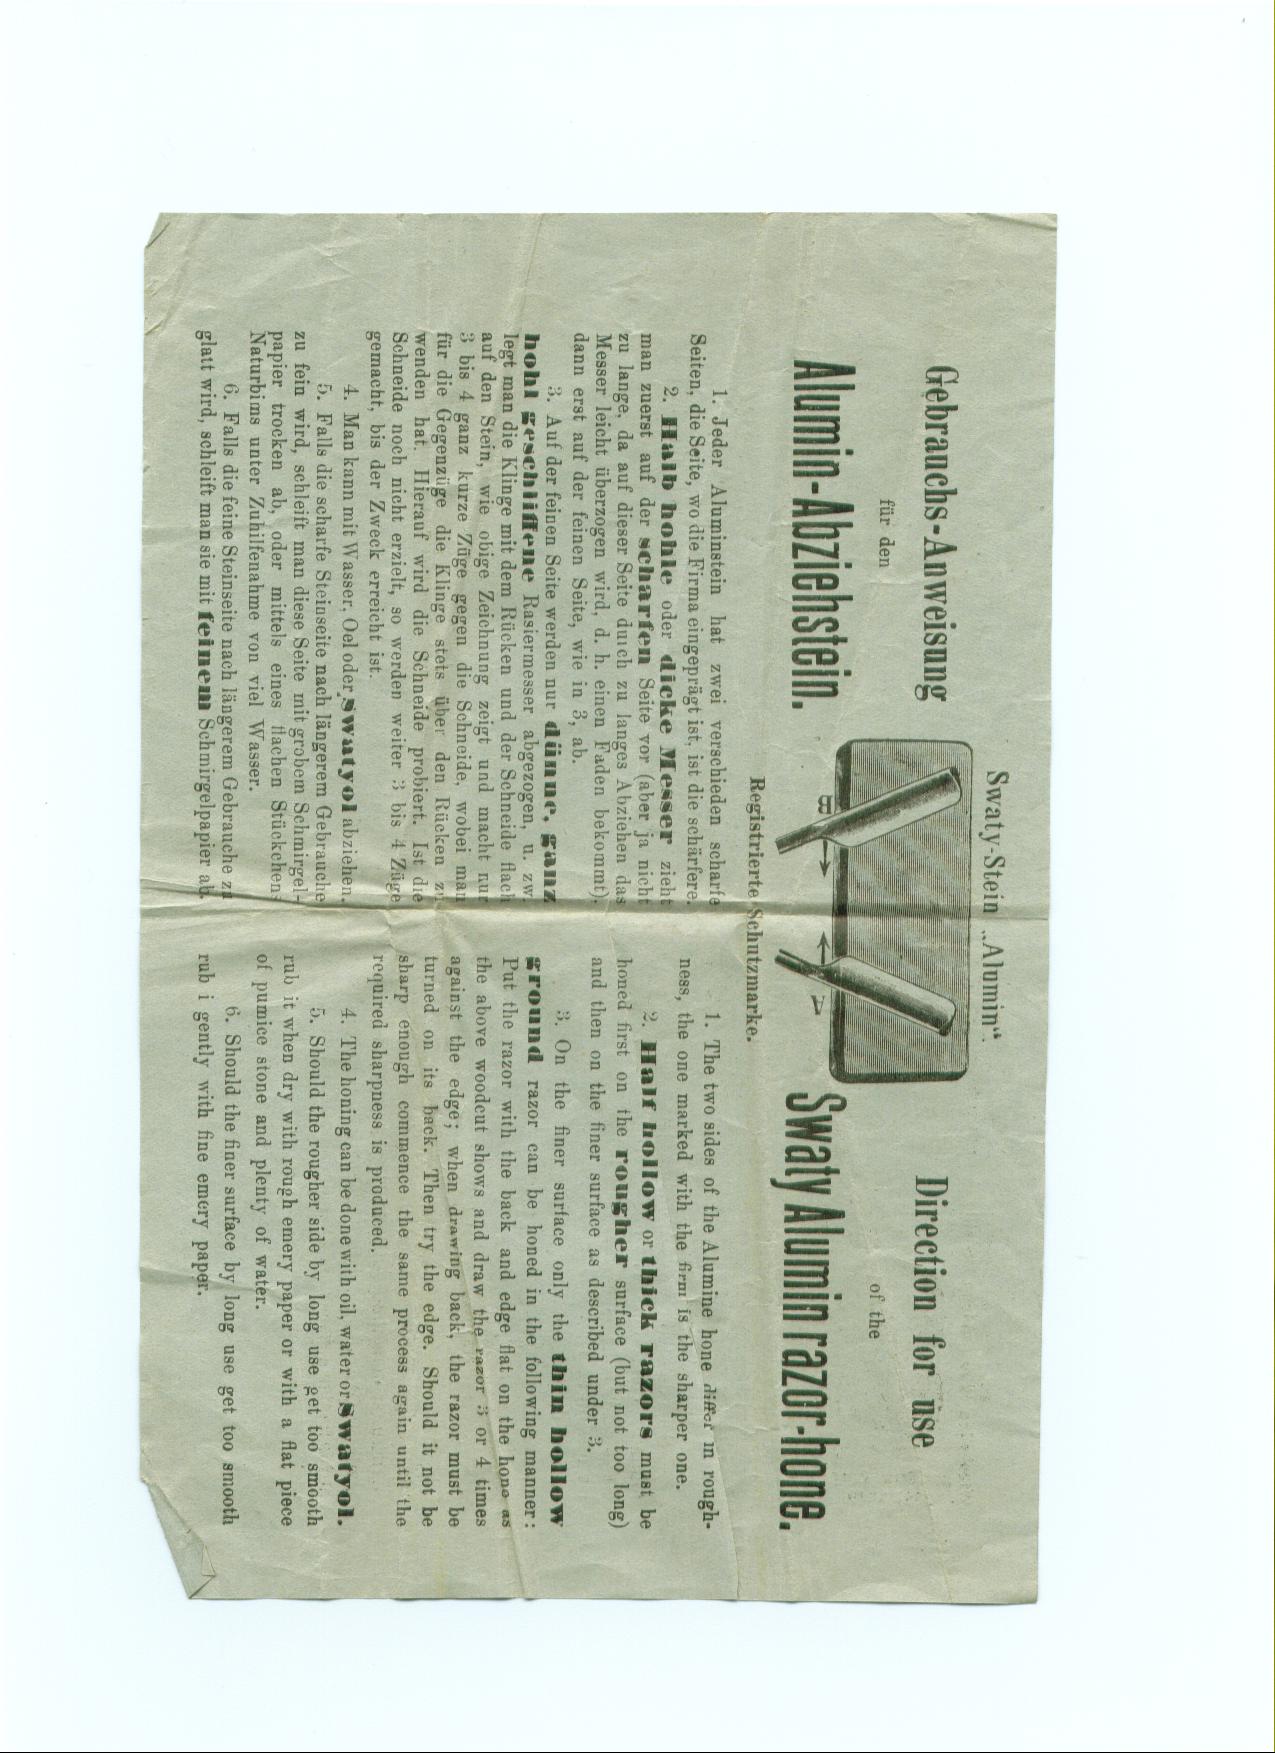 Swaty-Stein „Alumin“.
Gebrauchs-Anweisung
für den
Alumin-Abziehstein.
B
A
Registrierte Schutzmarke.
1. Jeder Aluminstein hat zwei verschieden scharfe
Seiten, die Seite, wo die Firma eingeprägt ist, ist die schärfere.
2. Halb hohle oder dicke Messer zieht
man zuerst auf der scharfen Seite vor (aber ja nicht
zu lange, da auf dieser Seite duich zu langes Abziehen das
Messer leicht überzogen wird, d. h. einen Faden bekommt),
dann erst auf der feinen Seite, wie in 3, ab.
3. Auf der feinen Seite werden nur dünne, ganz
hohl geschliffene Rasiermesser abgezogen, u. zw.
legt man die Klinge mit dem Rücken und der Schneide flach
auf den Stein, wie obige Zeichnung zeigt und macht nur
3 bis 4 ganz kurze Züge gegen die Schneide, wobei man
für die Gegenzüge die Klinge stets über den Rücken zu
wenden hat. Hierauf wird die Schneide probiert. Ist die
Schneide noch nicht erzielt, so werden weiter 3 bis 4 Züge
gemacht, bis der Zweck erreicht ist.
4. Man kann mit Wasser, Oel oder swatyol abziehen.
5. Falls die scharfe Steinseite nach längerem Gebrauche
zu fein wird, schleift man diese Seite mit grobem Schmirgel-
papier trocken ab, oder mittels eines flachen Stückchens
Naturbims unter Zuhilfenahme von viel Wasser.
6. Falls die feine Steinseite nach längerem Gebrauche zu
glatt wird, schleift man sie mit feinem Schmirgelpapier ab.
Direction for use
of the
Swaty Alumin razor-hone.
1. The two sides of the Alumine hone differ in rough-
ness, the one marked with the firm is the sharper one.
2. Half hollow or thick razors must be
honed first on the rougher surface (but not too long)
and then on the finer surface as described under 3.
3. On the finer surface only the thin hollow
ground razor can be honed in the following manner:
Put the razor with the back and edge flat on the hone as
the above woodcut shows and draw the razor 3 or 4 times
against the edge; when drawing back, the razor must be
turned on its back. Then try the edge. Should it not be
sharp enough commence the same process again until the
required sharpness is produced.
4. The honing can be done with oil, water or Swatyol.
5. Should the rougher side by long use get too smooth
rub it when dry with rough emery paper or with a flat piece
of pumice stone and plenty of water.
6. Should the finer surface by long use get too smooth
rub i gently with fine emery paper.